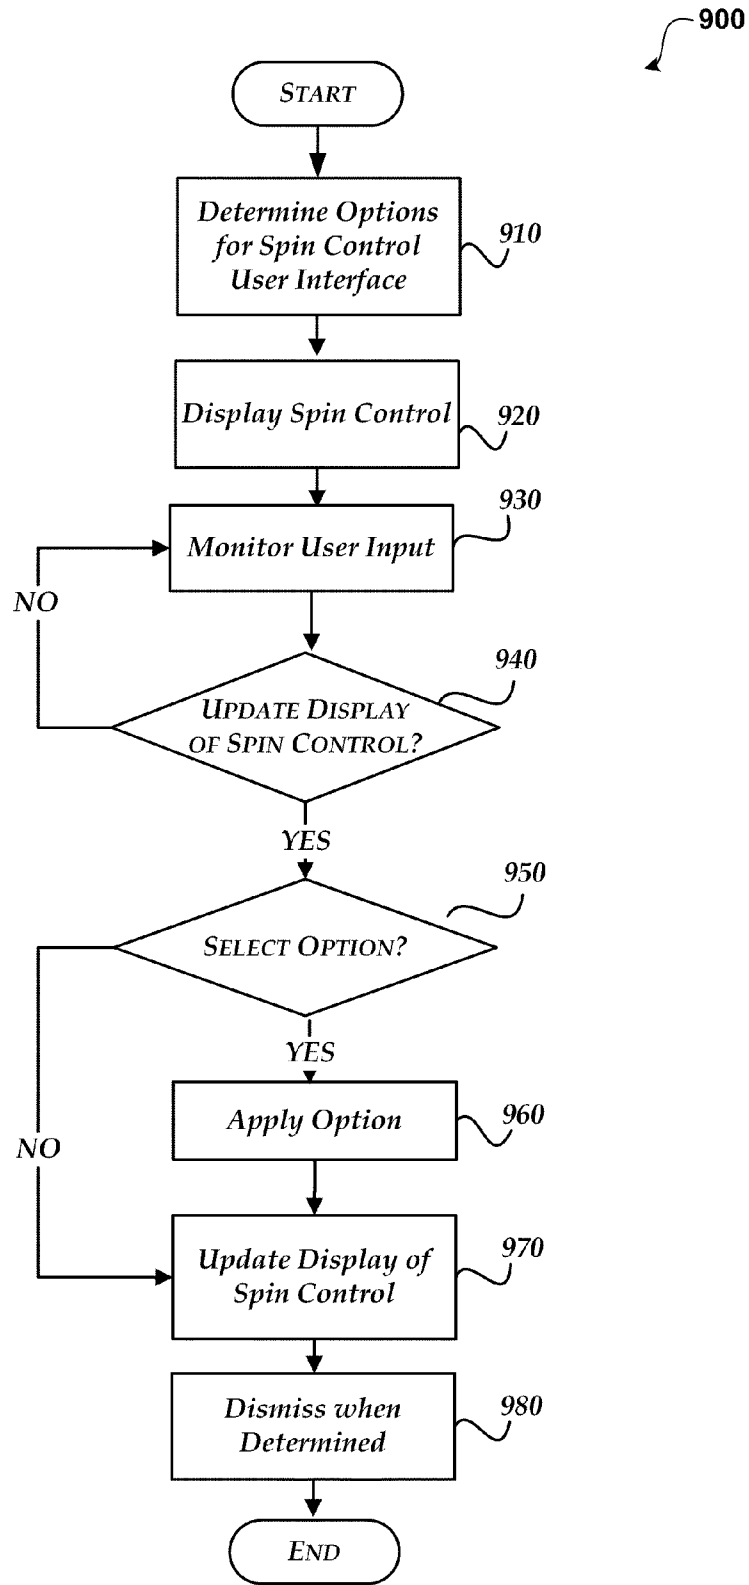 900
START
Determine Options
for Spin Control
User Interface
910
Display Spin Control
920
930
Monitor User Input
NO
940
UPDATE DISPLAY
OF SPIN CONTROL?
YES
950
SELECT OPTION?
YES
Apply Option
960
NO
Update Display of
Spin Control
970
Dismiss when
Determined
980
END